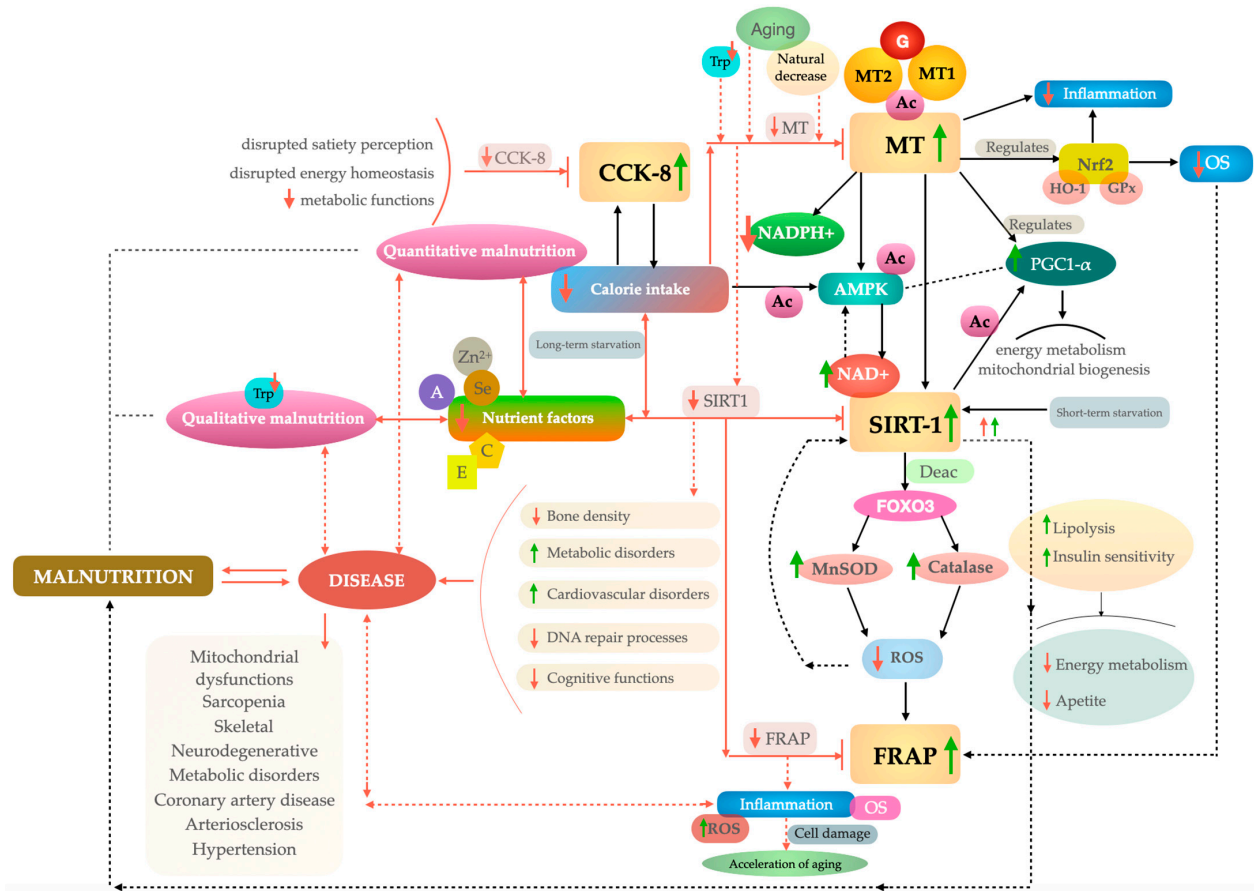 Aging
Trp
Natural
decrease
G
MT2
MT1
Ac
MT
MT
Inflammation
Regulates
Nrf2
HO-1
GPx
OS
disrupted satiety perception
disrupted energy homeostasis
metabolic functions
CCK-8
CCK-8
Quantitative malnutrition
Calorie intake
NADPH+
Regulates
PGC1-α
Ac
AMPK
Ac
Ac
energy metabolism
mitochondrial biogenesis
Long-term starvation
Zn2+
A
Se
Trp
Qualitative malnutrition
Nutrient factors
C
E
NAD+
SIRT1
SIRT-1
Short-term starvation
Deac
FOXO3
MnSOD
Catalase
ROS
Lipolysis
Insulin sensitivity
Energy metabolism
Apetite
Bone density
Metabolic disorders
Cardiovascular disorders
DNA repair processes
Cognitive functions
MALNUTRITION
DISEASE
Mitochondrial
dysfunctions
Sarcopenia
Skeletal
Neurodegenerative
Metabolic disorders
Coronary artery disease
Arteriosclerosis
Hypertension
FRAP
FRAP
Inflammation
OS
ROS
Cell damage
Acceleration of aging